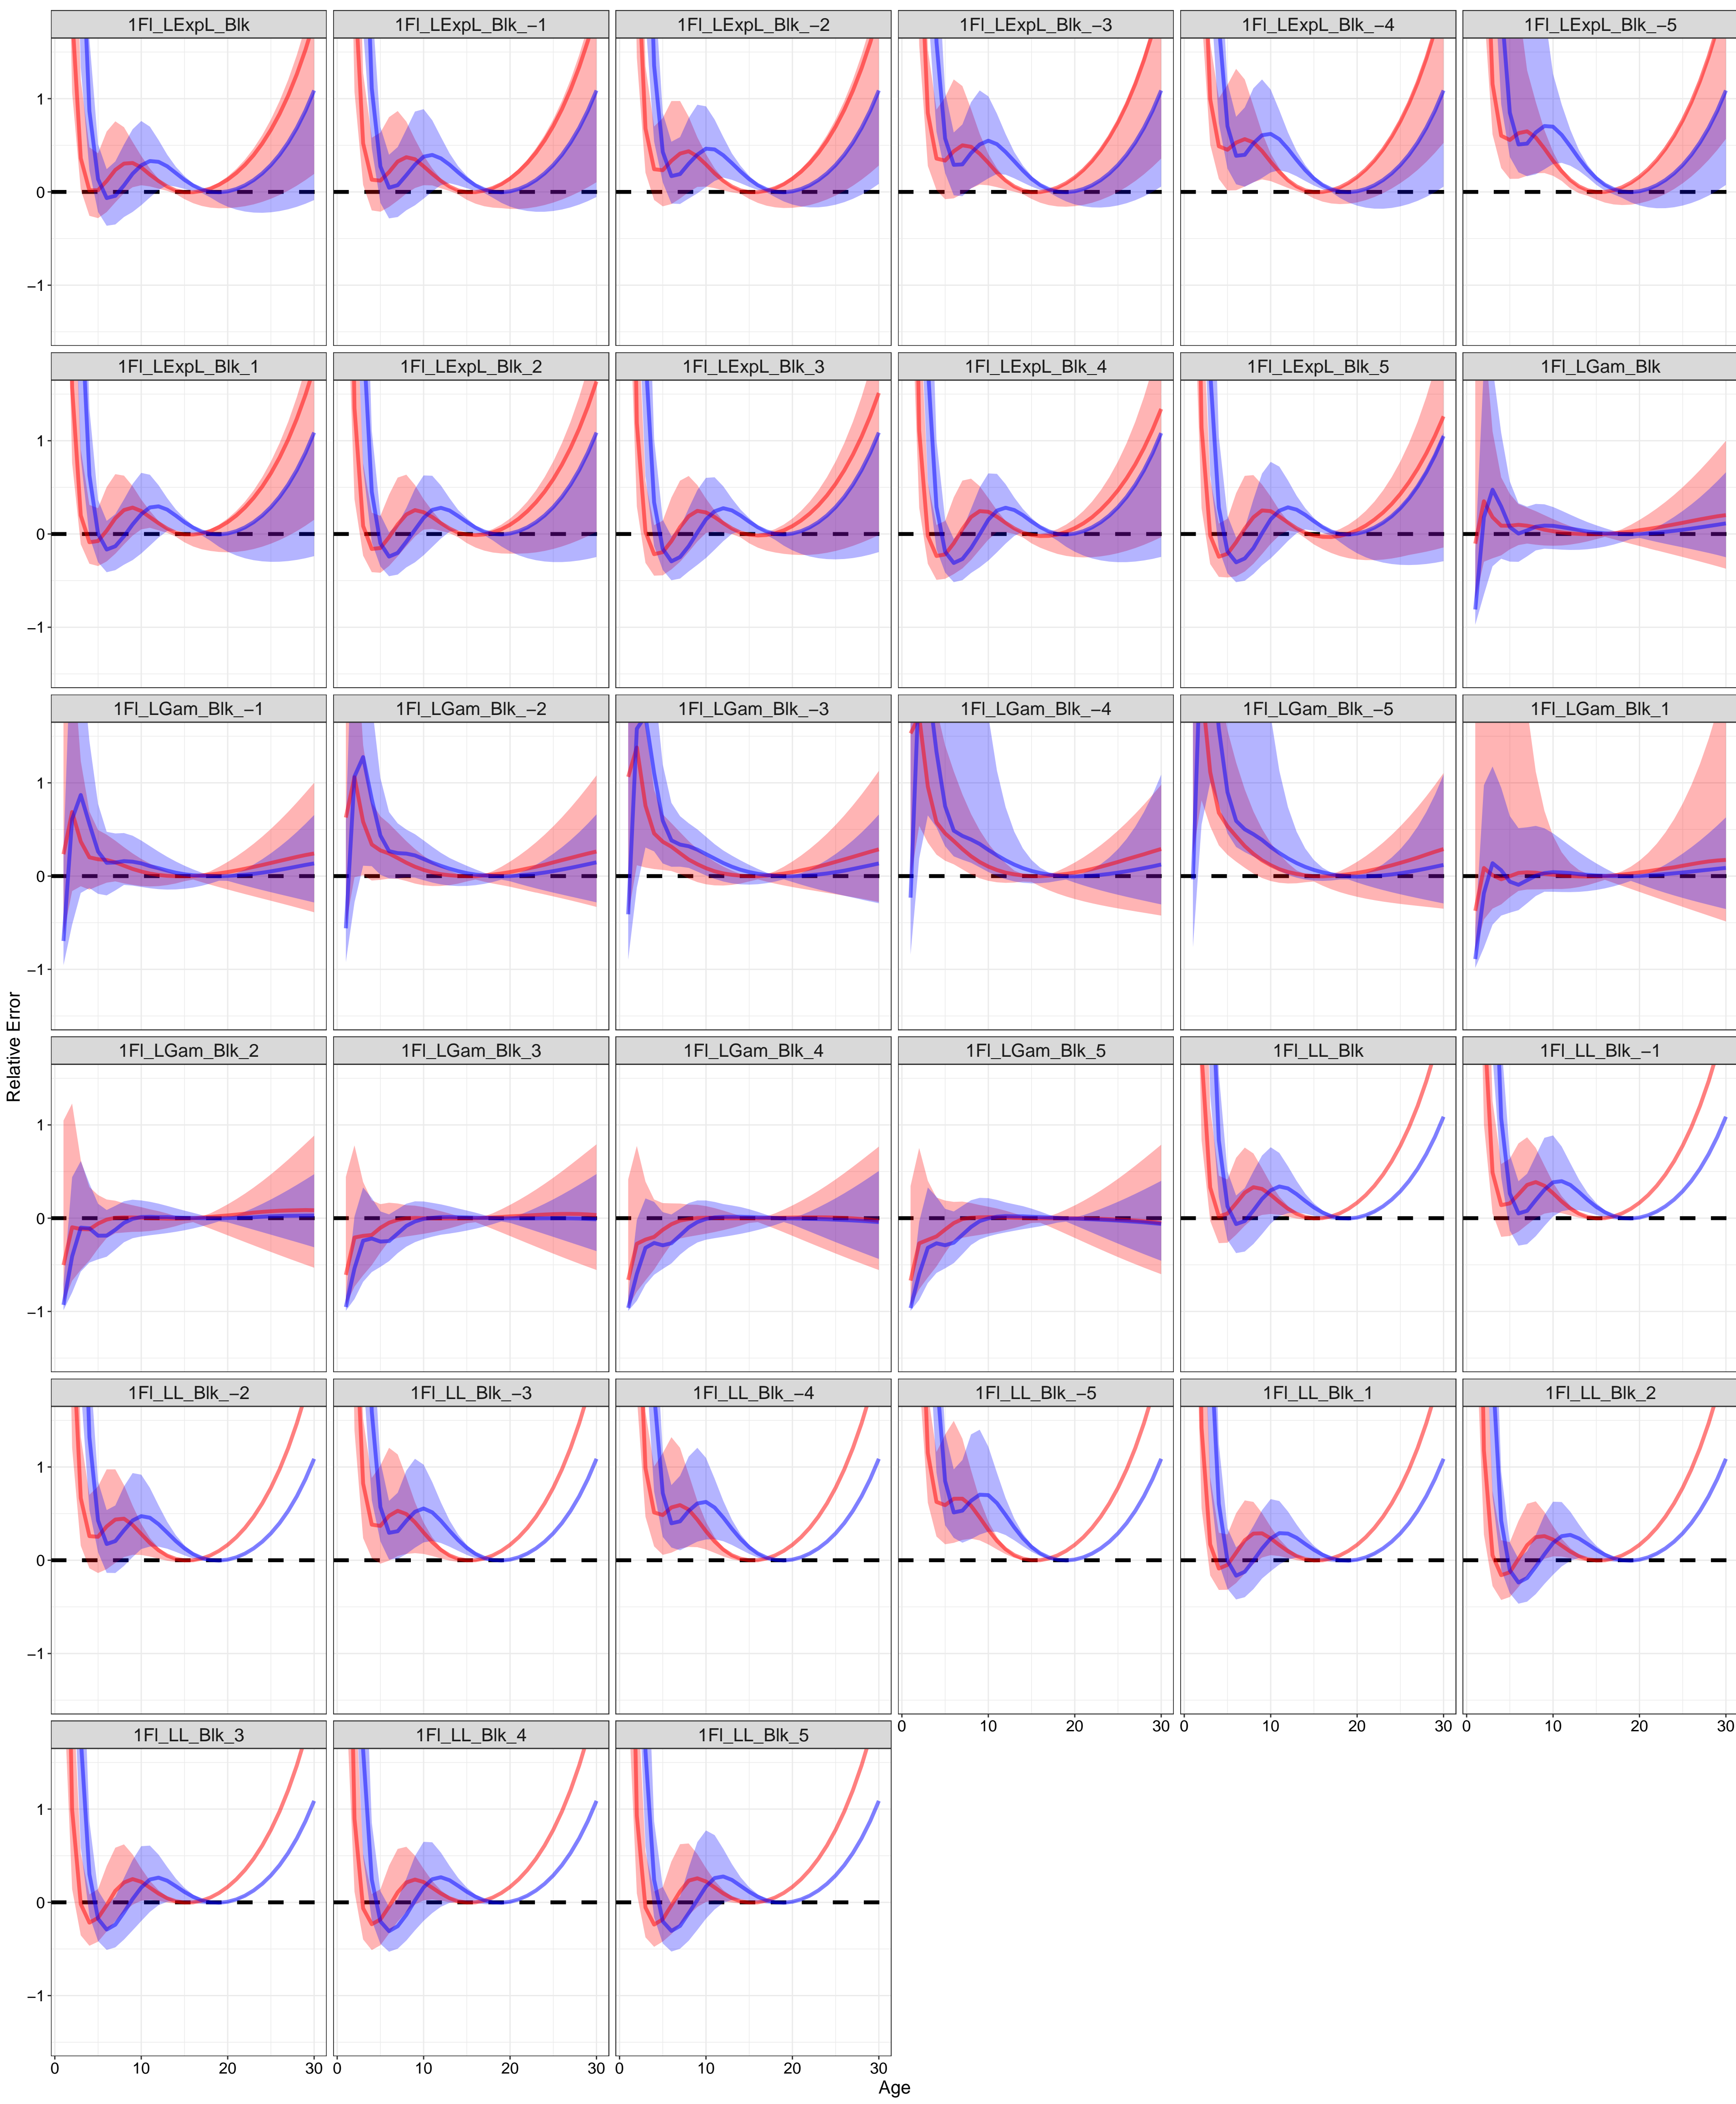 1Fl_LExpL_Blk 1Fl_LExpL_Blk_−1 1Fl_LExpL_Blk_−2 1Fl_LExpL_Blk_−3 1Fl_LExpL_Blk_−4 1Fl_LExpL_Blk_−5
1
0
−1
1Fl_LExpL_Blk_1 1Fl_LExpL_Blk_2 1Fl_LExpL_Blk_3 1Fl_LExpL_Blk_4 1Fl_LExpL_Blk_5 1Fl_LGam_Blk
1
0
−1
1Fl_LGam_Blk_−1 1Fl_LGam_Blk_−2 1Fl_LGam_Blk_−3 1Fl_LGam_Blk_−4 1Fl_LGam_Blk_−5 1Fl_LGam_Blk_1
1
0
−1
Relative Error
1Fl_LGam_Blk_2 1Fl_LGam_Blk_3 1Fl_LGam_Blk_4 1Fl_LGam_Blk_5 1Fl_LL_Blk 1Fl_LL_Blk_−1
1
0
−1
1Fl_LL_Blk_−2 1Fl_LL_Blk_−3 1Fl_LL_Blk_−4 1Fl_LL_Blk_−5 1Fl_LL_Blk_1 1Fl_LL_Blk_2
1
0
−1
0 10 20 30 0 10 20 30 0 10 20 30
1Fl_LL_Blk_3 1Fl_LL_Blk_4 1Fl_LL_Blk_5
1
0
−1
0 10 20 30 0 10 20 30 0 10 20 30
Age